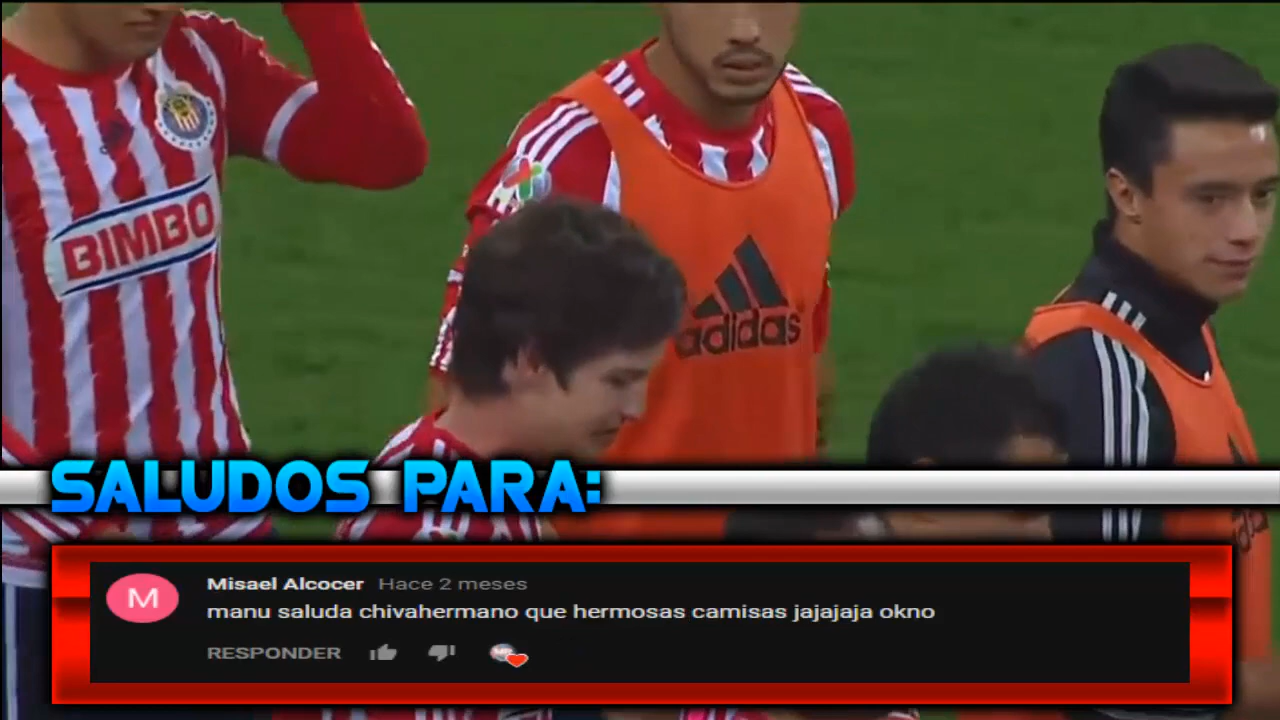 BIMBO
adidas
SALUDOS PARA:
M
Misael Alcocer Hace 2 meses
manu saluda chivahermano que hermosas camisas jajajaja okno
RESPONDER